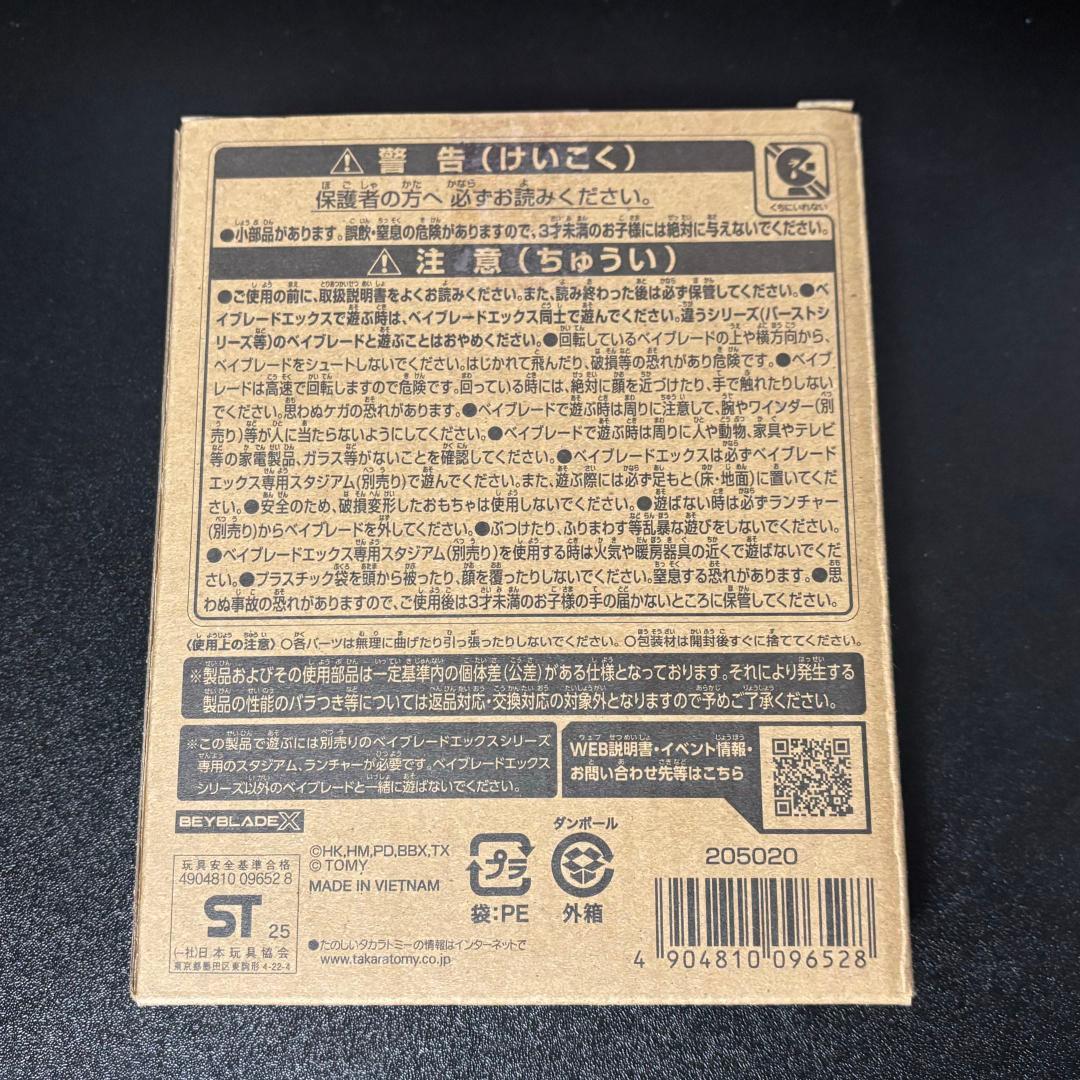 ⚠ 警告(けいこく)
くちにいれない
保護者の方へ 必ずお読みください。
●小部品があります。誤飲・窒息の危険がありますので、3才未満のお子様には絶対に与えないでください。
⚠ 注意(ちゅうい)
●ご使用の前に、取扱説明書をよくお読みください。また、読み終わった後は必ず保管してください。●ベ
イブレードエックスで遊ぶ時は、ベイブレードエックス同士で遊んでください。違うシリーズ(バーストシ
リーズ等)のベイブレードと遊ぶことはおやめください。●回転しているベイブレードの上や横方向から、
ベイブレードをシュートしないでください。はじかれて飛んだり、破損等の恐れがあり危険です。●ベイブ
レードは高速で回転しますので危険です。回っている時には、絶対に顔を近づけたり、手で触れたりしない
でください。思わぬケガの恐れがあります。●ベイブレードで遊ぶ時は周りに注意して、腕やワインダー(別
売り)等が人に当たらないようにしてください。●ベイブレードで遊ぶ時は周りに人や動物、家具やテレビ
等の家電製品、ガラス等がないことを確認してください。●ベイブレードエックスは必ずベイブレード
エックス専用スタジアム(別売り)で遊んでください。また、遊ぶ際には必ず足もと(床・地面)に置いてくだ
さい。●安全のため、破損変形したおもちゃは使用しないでください。●遊ばない時は必ずランチャー
(別売り)からベイブレードを外してください。●ぶつけたり、ふりまわす等乱暴な遊びをしないでください。
●ベイブレードエックス専用スタジアム(別売り)を使用する時は火気や暖房器具の近くで遊ばないでくだ
さい。●プラスチック袋を頭から被ったり、顔を覆ったりしないでください。窒息する恐れがあります。●思
わぬ事故の恐れがありますので、ご使用後は3才未満のお子様の手の届かないところに保管してください。
〈使用上の注意〉○各パーツは無理に曲げたり引っ張ったりしないでください。○包装材は開封後すぐに捨ててください。
※製品およびその使用部品は一定基準内の個体差(公差)がある仕様となっております。それにより発生する
製品の性能のバラつき等については返品対応・交換対応の対象外となりますので予めご了承ください。
※この製品で遊ぶには別売りのベイブレードエックスシリーズ
専用のスタジアム、ランチャーが必要です。ベイブレードエックス
シリーズ以外のベイブレードと一緒に遊ばないでください。
WEB説明書・イベント情報・
お問い合わせ先等はこちら
BEYBLADE X
玩具安全基準合格
4904810 09652 8
ST 25
(一社)日本玩具協会
東京都墨田区東駒形 4-22-4
©HK,HM,PD,BBX,TX
© TOMY
MADE IN VIETNAM
●たのしいタカラトミーの情報はインターネットで
www.takaratomy.co.jp
プラ
袋:PE
ダンボール
外箱
205020
4 904810 096528